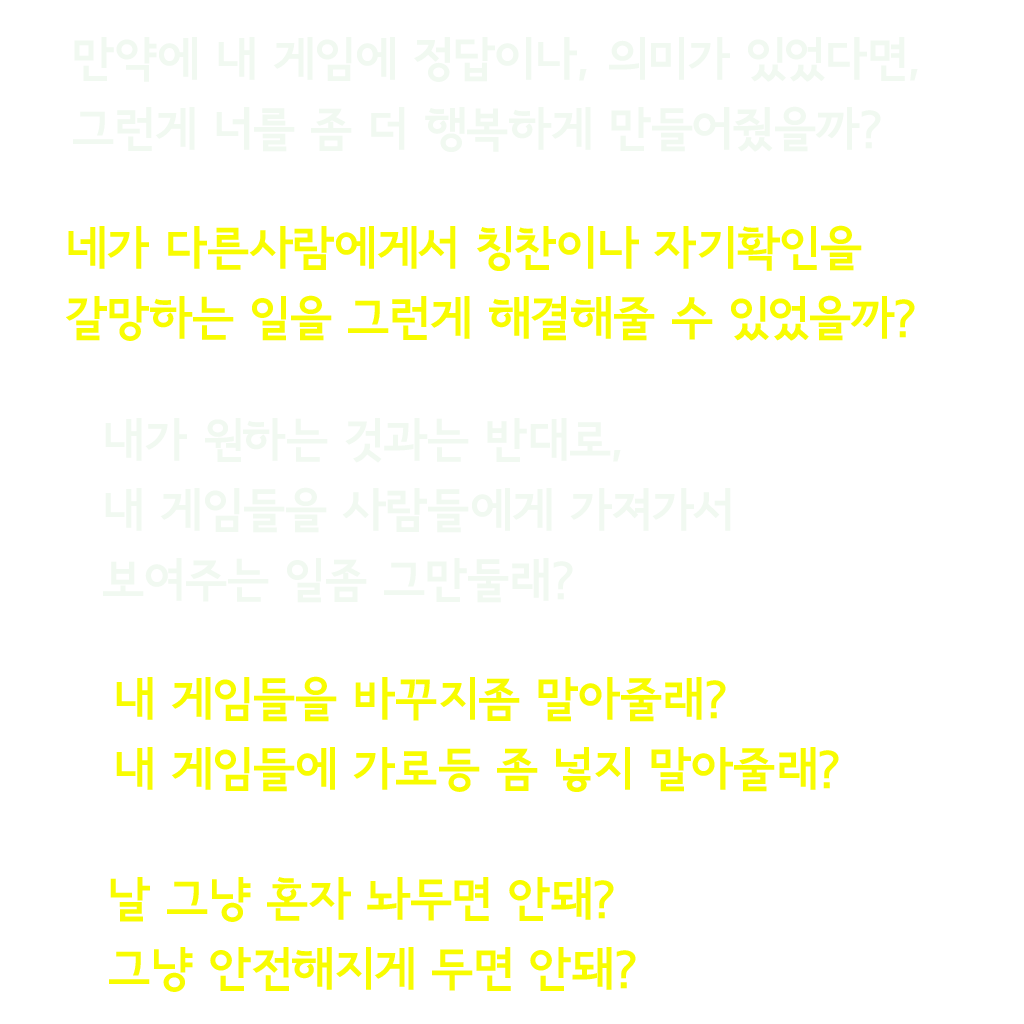 만약에 내 게임에 정답이나, 의미가 있었다면,
그런게 너를 좀 더 행복하게 만들어줬을까?
네가 다른사람에게서 칭찬이나 자기확인을
갈망하는 일을 그런게 해결해줄 수 있었을까?
내가 원하는 것과는 반대로,
내 게임들을 사람들에게 가져가서
보여주는 일좀 그만둘래?
내 게임들을 바꾸지좀 말아줄래?
내 게임들에 가로등 좀 넣지 말아줄래?
날 그냥 혼자 놔두면 안돼?
그냥 안전해지게 두면 안돼?